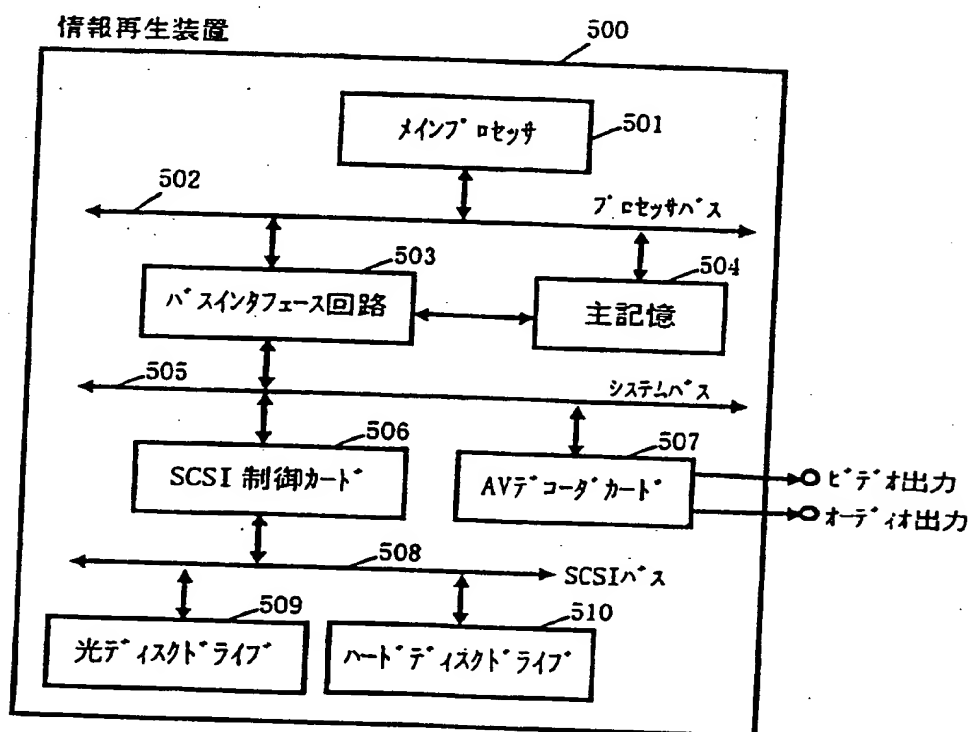 情報再生装置
500
メインプロセッサ
501
502
プロセッサバス
503
504
バスインタフェース回路
主記憶
505
システムバス
506
507
SCSI 制御カード
AVデコーダカード
ビデオ出力
オーディオ出力
508
SCSIバス
509
510
光ディスクドライブ
ハードディスクドライブ